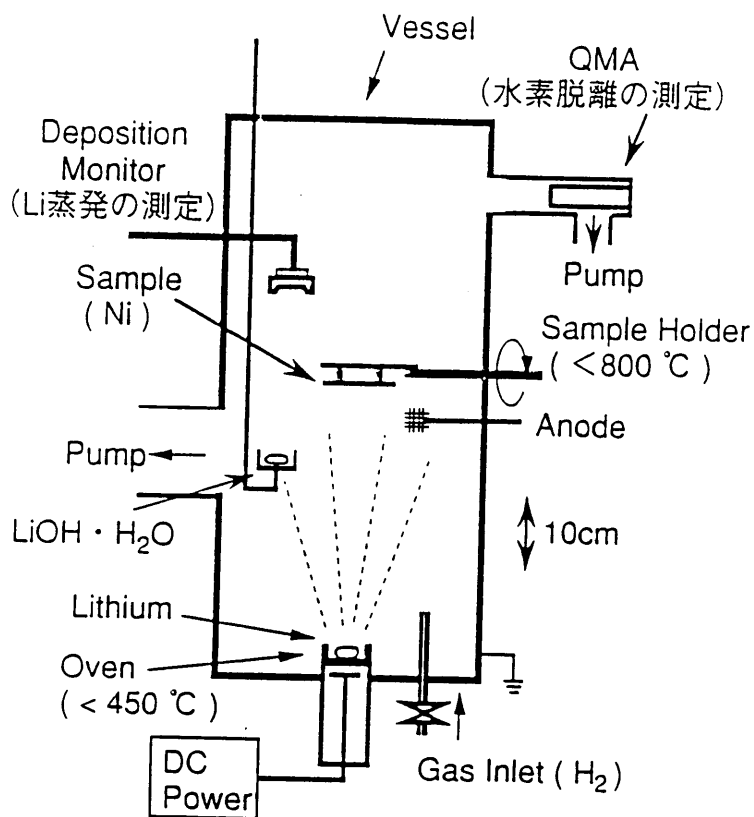 Vessel
QMA
(水素脱離の測定)
Deposition
Monitor
(Li蒸発の測定)
Pump
Sample
( Ni )
Sample Holder
( <800 ℃)
Anode
Pump
LiOH・H₂O
10cm
Lithium
Oven
( < 450 ℃)
DC
Power
Gas Inlet ( H₂ )